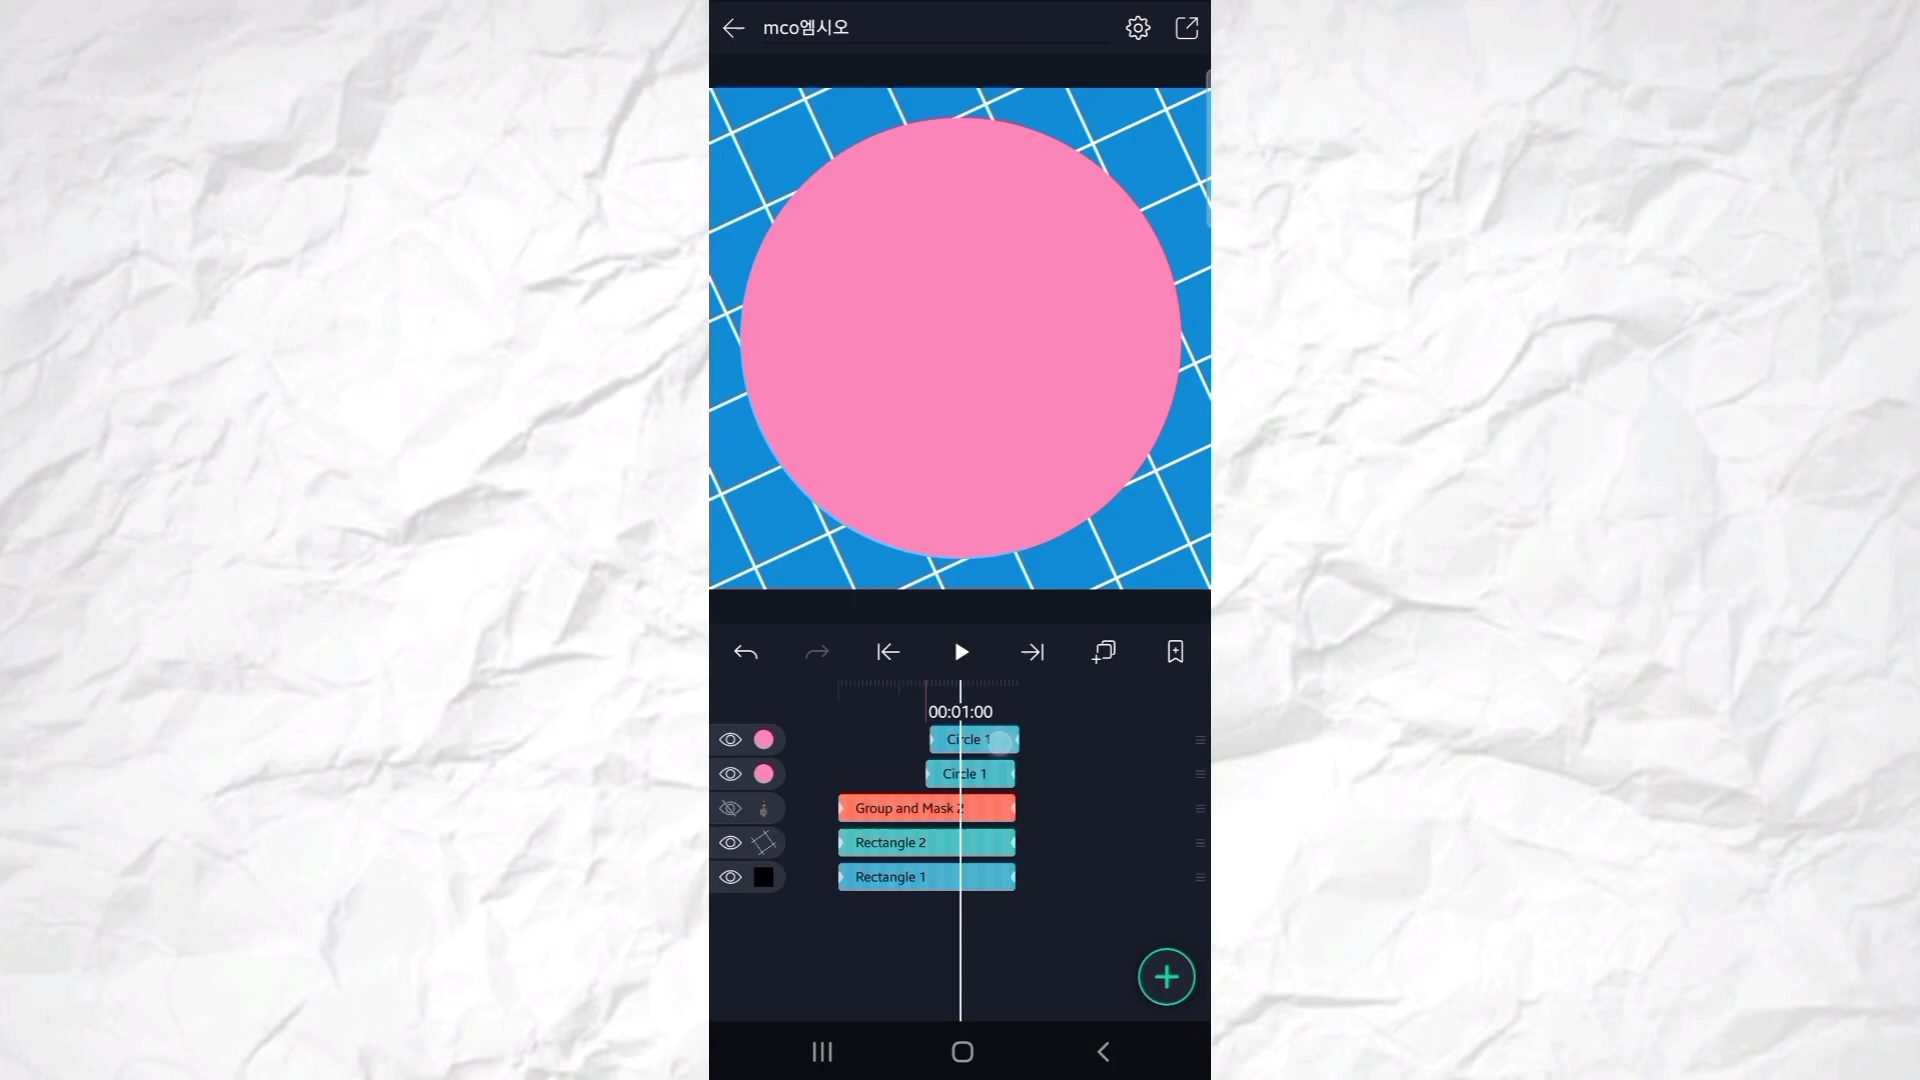 mco엠시오
00:01:00
Circle 1
Circle 1
Group and Mask 2
Rectangle 2
Rectangle 1